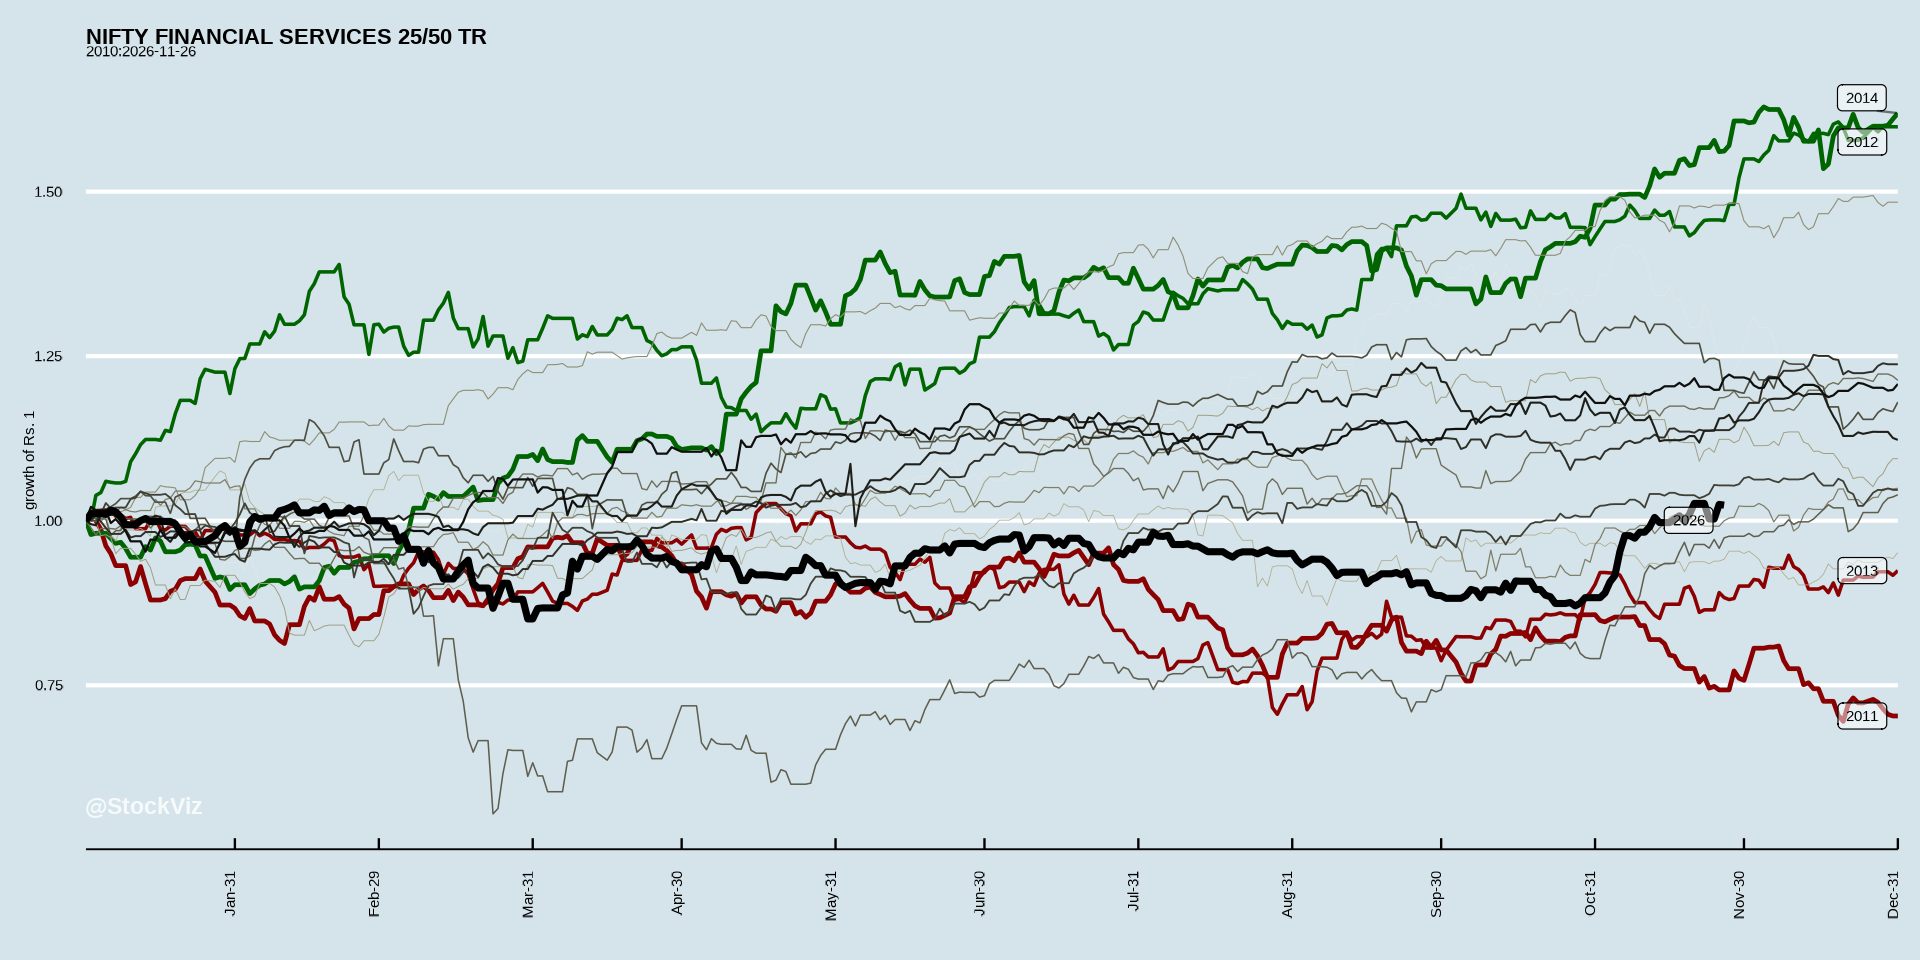 NIFTY FINANCIAL SERVICES 25/50 TR
2010:2026-11-26
2014
2012
1.50
1.25
growth of Rs. 1
1.00
2026
2013
0.75
2011
@StockViz
Jan-31
Feb-29
Mar-31
Apr-30
May-31
Jun-30
Jul-31
Aug-31
Sep-30
Oct-31
Nov-30
Dec-31